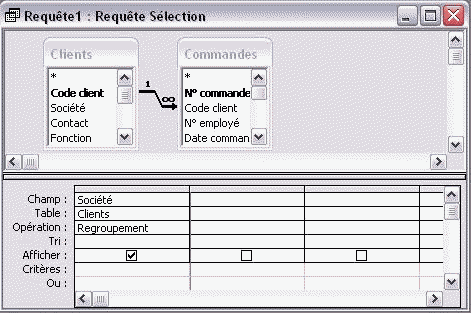 Requête1 : Requête Sélection
Clients
Commandes
*
Code client
Société
Contact
Fonction
1
∞
*
N° commande
Code client
N° employé
Date comman
Champ : Société
Table : Clients
Opération : Regroupement
Tri :
Afficher :
Critères :
Ou :